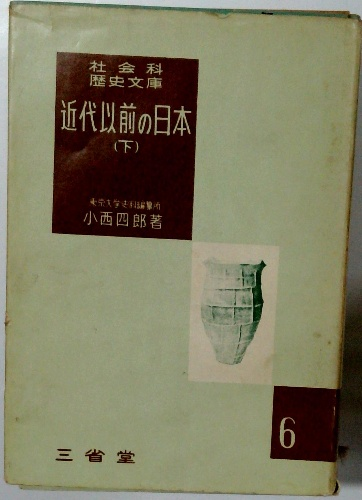 社会科
歴史文庫
近代以前の日本
(下)
東京大学史料編纂所
小西四郎著
6
三省堂